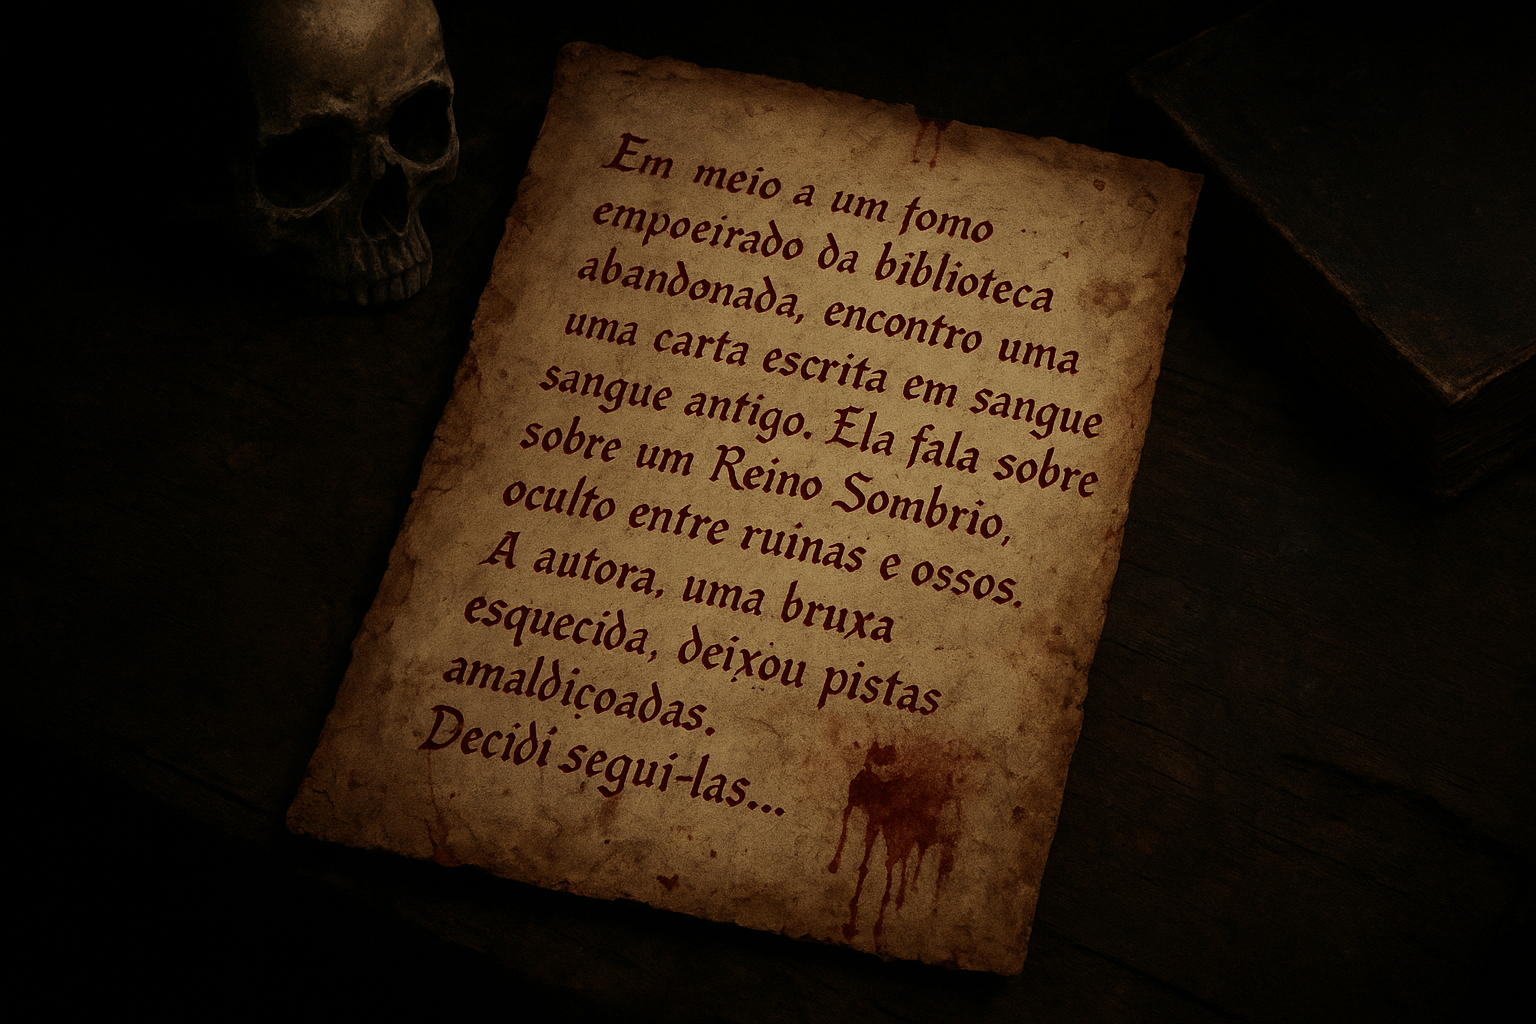 Em meio a um tomo
empoeirado da biblioteca
abandonada, encontro uma
uma carta escrita em sangue
sangue antigo. Ela fala sobre
sobre um Reino Sombrio,
oculto entre ruinas e ossos.
A autora, uma bruxa
esquecida, deixou pistas
amaldiçoadas.
Decidi segui-las...